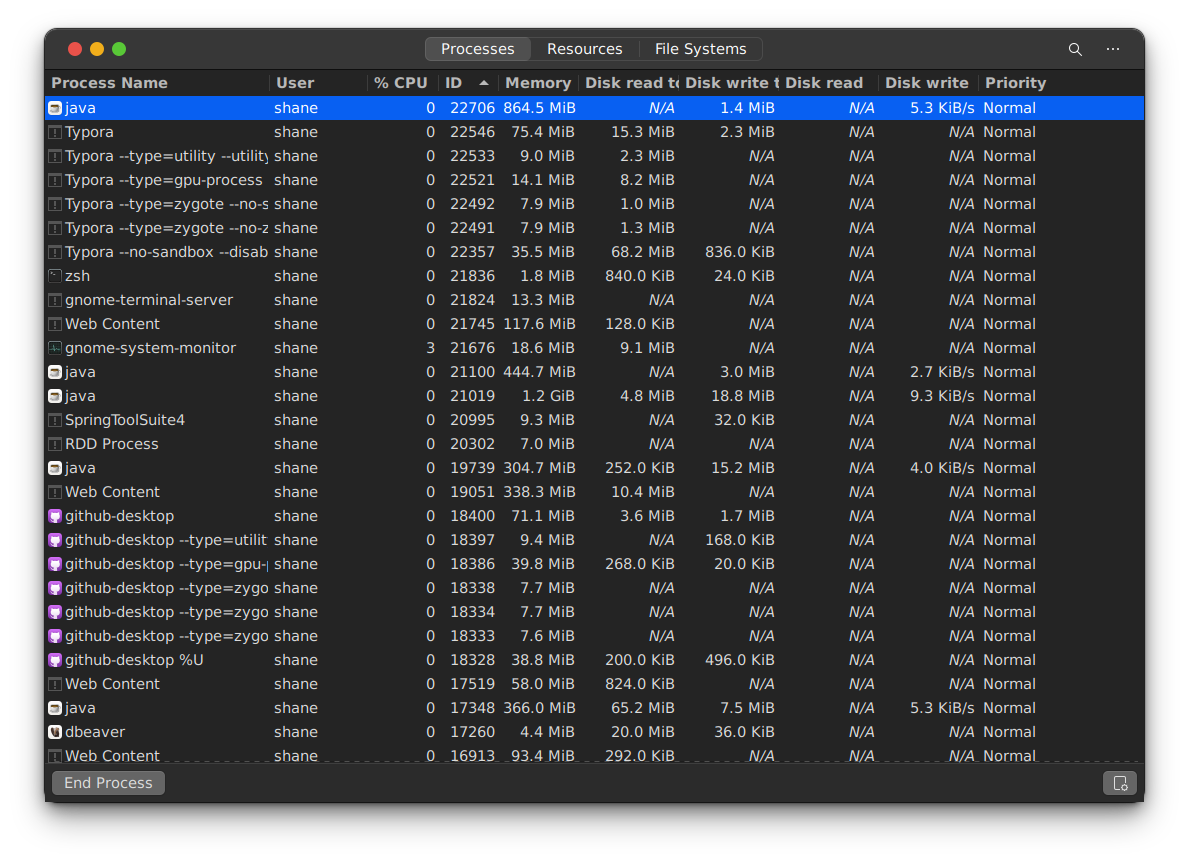 Processes Resources File Systems
Process Name User % CPU ID Memory Disk read to Disk write t Disk read Disk write Priority
java shane 0 22706 864.5 MiB N/A 1.4 MiB N/A 5.3 KiB/s Normal
Typora shane 0 22546 75.4 MiB 15.3 MiB 2.3 MiB N/A N/A Normal
Typora --type=utility --utility shane 0 22533 9.0 MiB 2.3 MiB N/A N/A N/A Normal
Typora --type=gpu-process shane 0 22521 14.1 MiB 8.2 MiB N/A N/A N/A Normal
Typora --type=zygote --no-s shane 0 22492 7.9 MiB 1.0 MiB N/A N/A N/A Normal
Typora --type=zygote --no-z shane 0 22491 7.9 MiB 1.3 MiB N/A N/A N/A Normal
Typora --no-sandbox --disab shane 0 22357 35.5 MiB 68.2 MiB 836.0 KiB N/A N/A Normal
zsh shane 0 21836 1.8 MiB 840.0 KiB 24.0 KiB N/A N/A Normal
gnome-terminal-server shane 0 21824 13.3 MiB N/A N/A N/A N/A Normal
Web Content shane 0 21745 117.6 MiB 128.0 KiB N/A N/A N/A Normal
gnome-system-monitor shane 3 21676 18.6 MiB 9.1 MiB N/A N/A N/A Normal
java shane 0 21100 444.7 MiB N/A 3.0 MiB N/A 2.7 KiB/s Normal
java shane 0 21019 1.2 GiB 4.8 MiB 18.8 MiB N/A 9.3 KiB/s Normal
SpringToolSuite4 shane 0 20995 9.3 MiB N/A 32.0 KiB N/A N/A Normal
RDD Process shane 0 20302 7.0 MiB N/A N/A N/A N/A Normal
java shane 0 19739 304.7 MiB 252.0 KiB 15.2 MiB N/A 4.0 KiB/s Normal
Web Content shane 0 19051 338.3 MiB 10.4 MiB N/A N/A N/A Normal
github-desktop shane 0 18400 71.1 MiB 3.6 MiB 1.7 MiB N/A N/A Normal
github-desktop --type=utilit shane 0 18397 9.4 MiB N/A 168.0 KiB N/A N/A Normal
github-desktop --type=gpu-p shane 0 18386 39.8 MiB 268.0 KiB 20.0 KiB N/A N/A Normal
github-desktop --type=zygo shane 0 18338 7.7 MiB N/A N/A N/A N/A Normal
github-desktop --type=zygo shane 0 18334 7.7 MiB N/A N/A N/A N/A Normal
github-desktop --type=zygo shane 0 18333 7.6 MiB N/A N/A N/A N/A Normal
github-desktop %U shane 0 18328 38.8 MiB 200.0 KiB 496.0 KiB N/A N/A Normal
Web Content shane 0 17519 58.0 MiB 824.0 KiB N/A N/A N/A Normal
java shane 0 17348 366.0 MiB 65.2 MiB 7.5 MiB N/A 5.3 KiB/s Normal
dbeaver shane 0 17260 4.4 MiB 20.0 MiB 36.0 KiB N/A N/A Normal
Web Content shane 0 16913 93.4 MiB 292.0 KiB N/A N/A N/A Normal
End Process